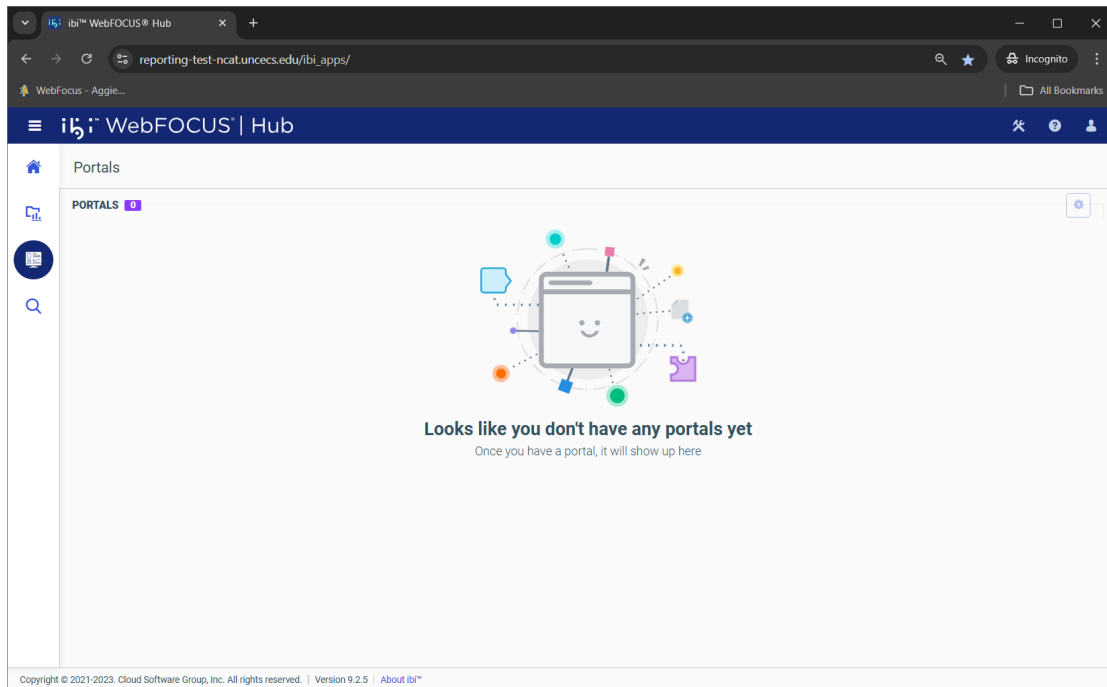 ibi™ WebFOCUS® Hub
reporting-test-ncat.uncecs.edu/ibi_apps/
Incognito
WebFocus - Aggie...
All Bookmarks
ibi™ WebFOCUS® | Hub
Portals
PORTALS 0
Looks like you don't have any portals yet
Once you have a portal, it will show up here
Copyright © 2021-2023. Cloud Software Group, Inc. All rights reserved. | Version 9.2.5 | About ibi™